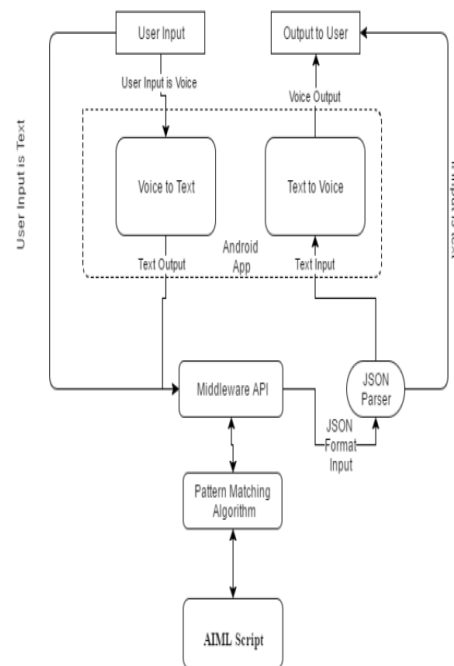 User Input
Output to User
User Input is Voice
Voice Output
User Input is Text
Voice to Text
Text to Voice
Android
App
Text Output
Text Input
Middleware API
JSON
Parser
JSON
Format
Input
Pattern Matching
Algorithm
AIML Script